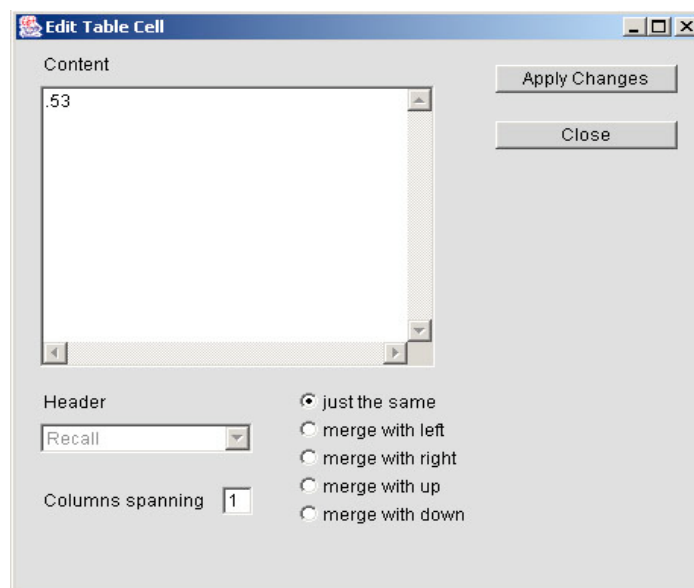 Edit Table Cell
Content
.53
Apply Changes
Close
Header
Recall
Columns spanning 1
just the same
merge with left
merge with right
merge with up
merge with down